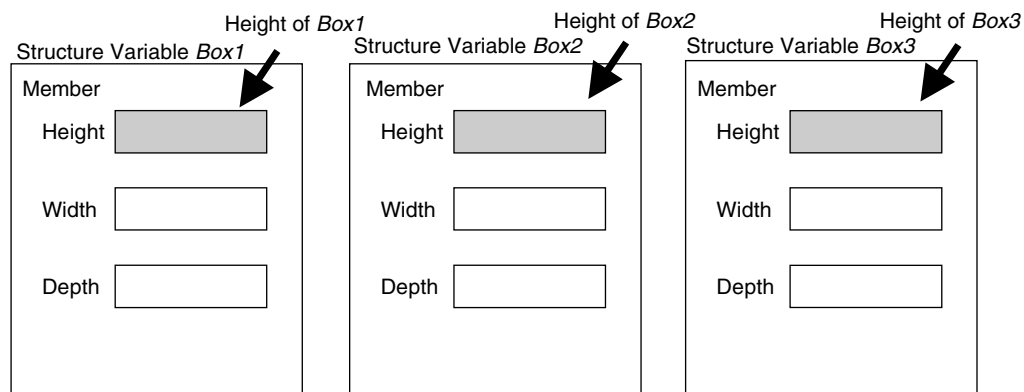 Height of Box1
Structure Variable Box1
Member
Height
Width
Depth
Height of Box2
Structure Variable Box2
Member
Height
Width
Depth
Height of Box3
Structure Variable Box3
Member
Height
Width
Depth